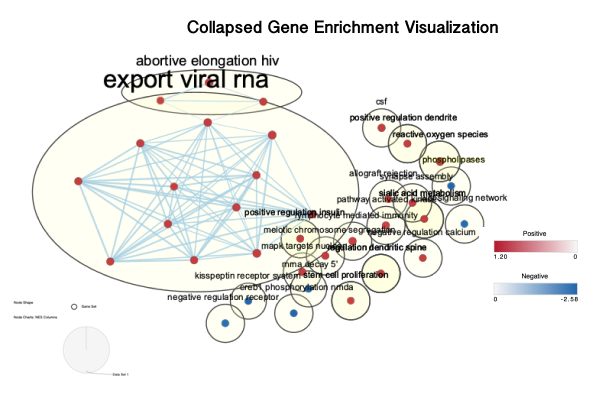 Collapsed Gene Enrichment Visualization
abortive elongation hiv
export viral rna
csf
positive regulation dendrite
reactive oxygen species
phospholipases
allograft rejection
synapse assembly
sialic acid metabolism
pathway activated kinase
signaling network
positive regulation insulin
lymphocyte mediated immunity
meiotic chromosome segregation
negative regulation calcium
mapk targets nuclear
regulation dendritic spine
mrna decay 5'
kisspeptin receptor system
stem cell proliferation
creb1 phosphorylation nmda
negative regulation receptor
Positive
1.20 0
Negative
0 -2.58
Node Shape
Gene Set
Node Charts: NES Columns
Data Set 1